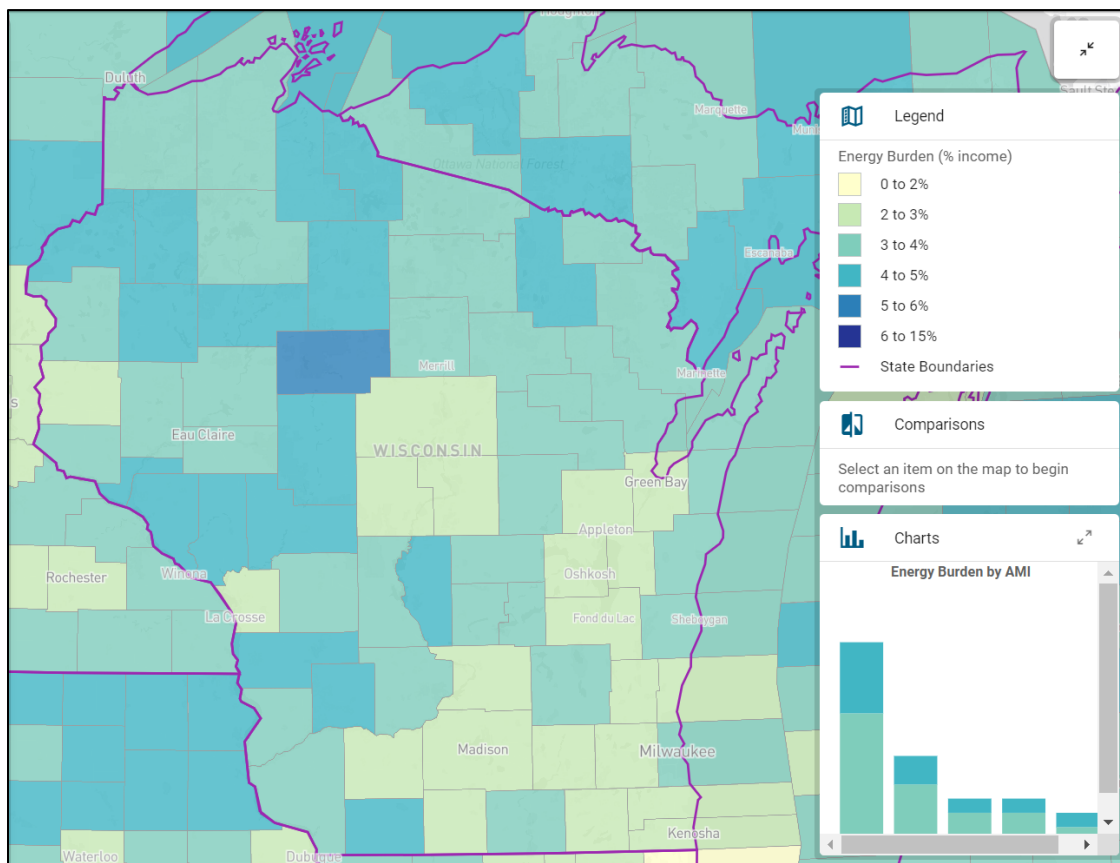 Duluth
Marquette
Ottawa National Forest
Escanaba
Marinette
Merrill
WISCONSIN
Eau Claire
Green Bay
Appleton
Oshkosh
Rochester
Winona
La Crosse
Fond du Lac
Sheboygan
Madison
Milwaukee
Kenosha
Waterloo
Dubuque
Legend
Energy Burden (% income)
0 to 2%
2 to 3%
3 to 4%
4 to 5%
5 to 6%
6 to 15%
State Boundaries
Comparisons
Select an item on the map to begin
comparisons
Charts
Energy Burden by AMI